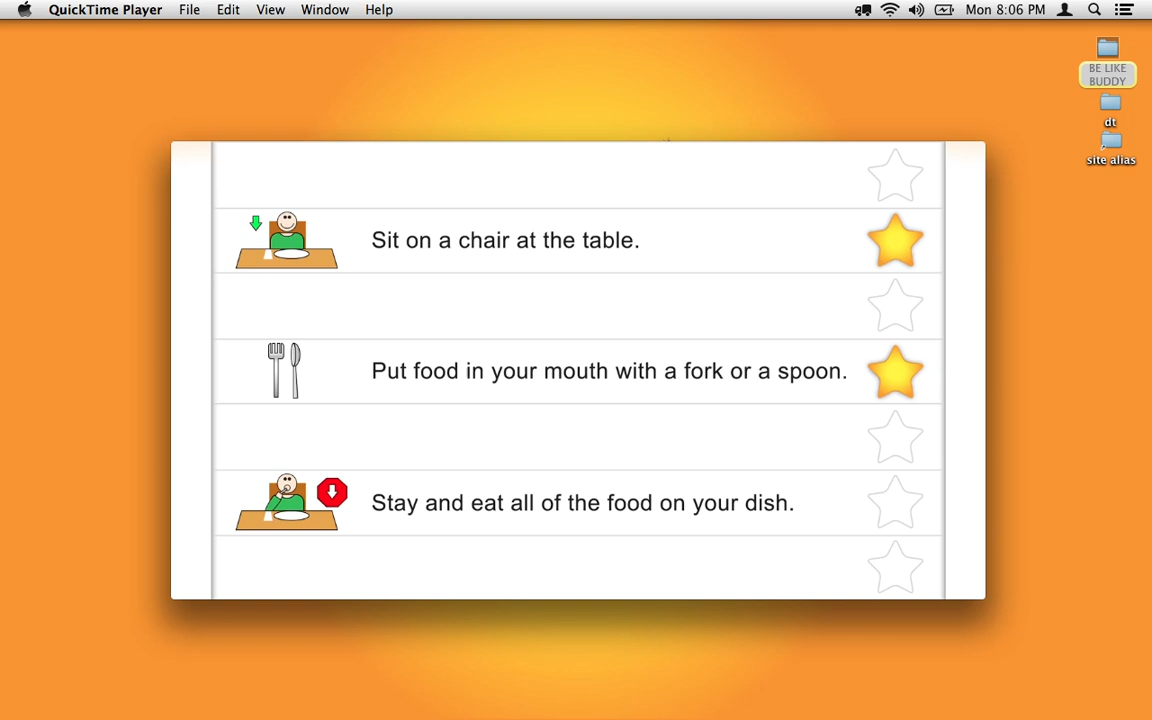 QuickTime Player File Edit View Window Help Mon 8:06 PM
BE LIKE
BUDDY
dt
site alias
Sit on a chair at the table.
Put food in your mouth with a fork or a spoon.
Stay and eat all of the food on your dish.